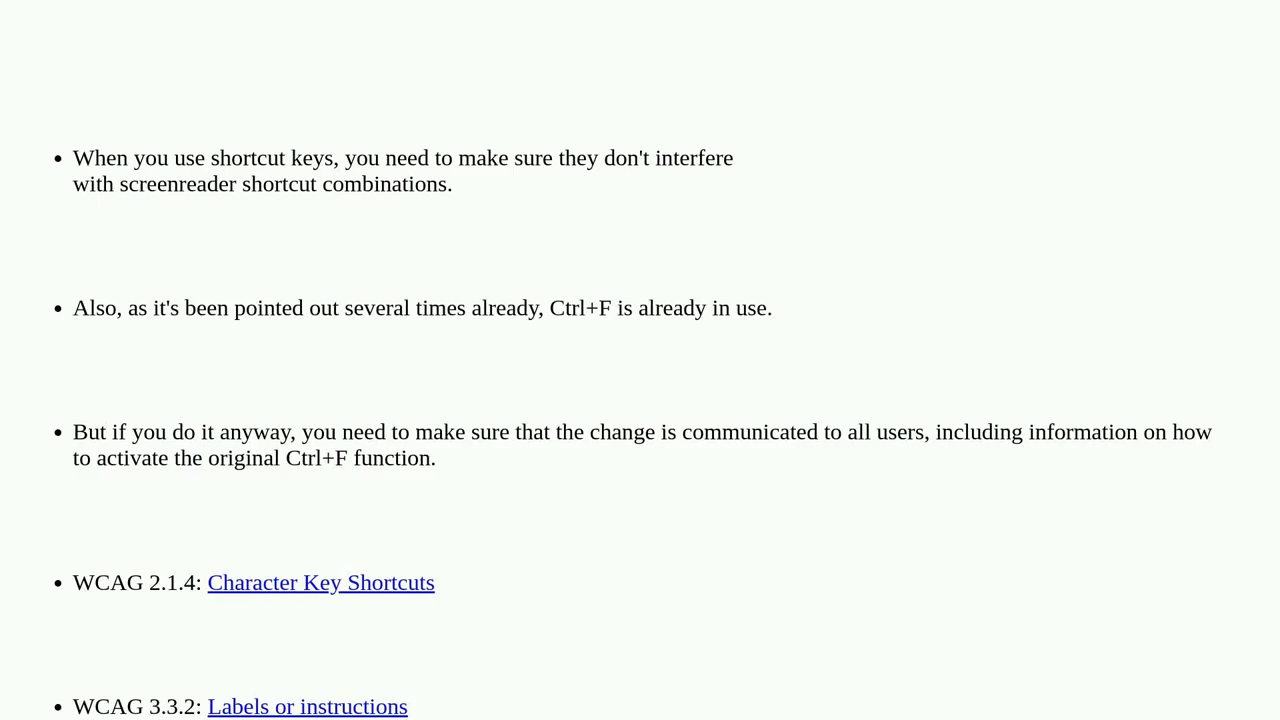 • When you use shortcut keys, you need to make sure they don't interfere
with screenreader shortcut combinations.
• Also, as it's been pointed out several times already, Ctrl+F is already in use.
• But if you do it anyway, you need to make sure that the change is communicated to all users, including information on how
to activate the original Ctrl+F function.
• WCAG 2.1.4: Character Key Shortcuts
• WCAG 3.3.2: Labels or instructions